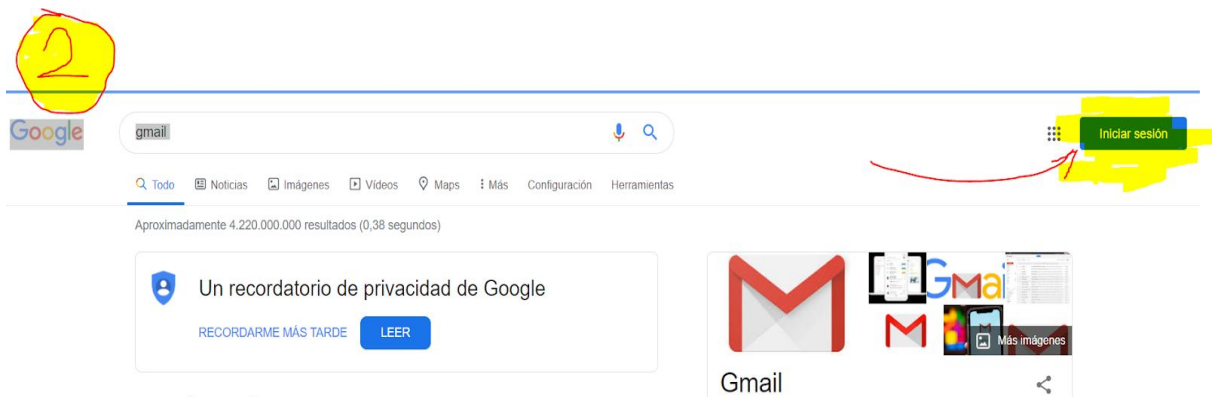 2
Google
gmail
Iniciar sesión
Todo Noticias Imágenes Vídeos Maps Más Configuración Herramientas
Aproximadamente 4.220.000.000 resultados (0,38 segundos)
Un recordatorio de privacidad de Google
RECORDARME MÁS TARDE LEER
GMai
Más imágenes
Gmail